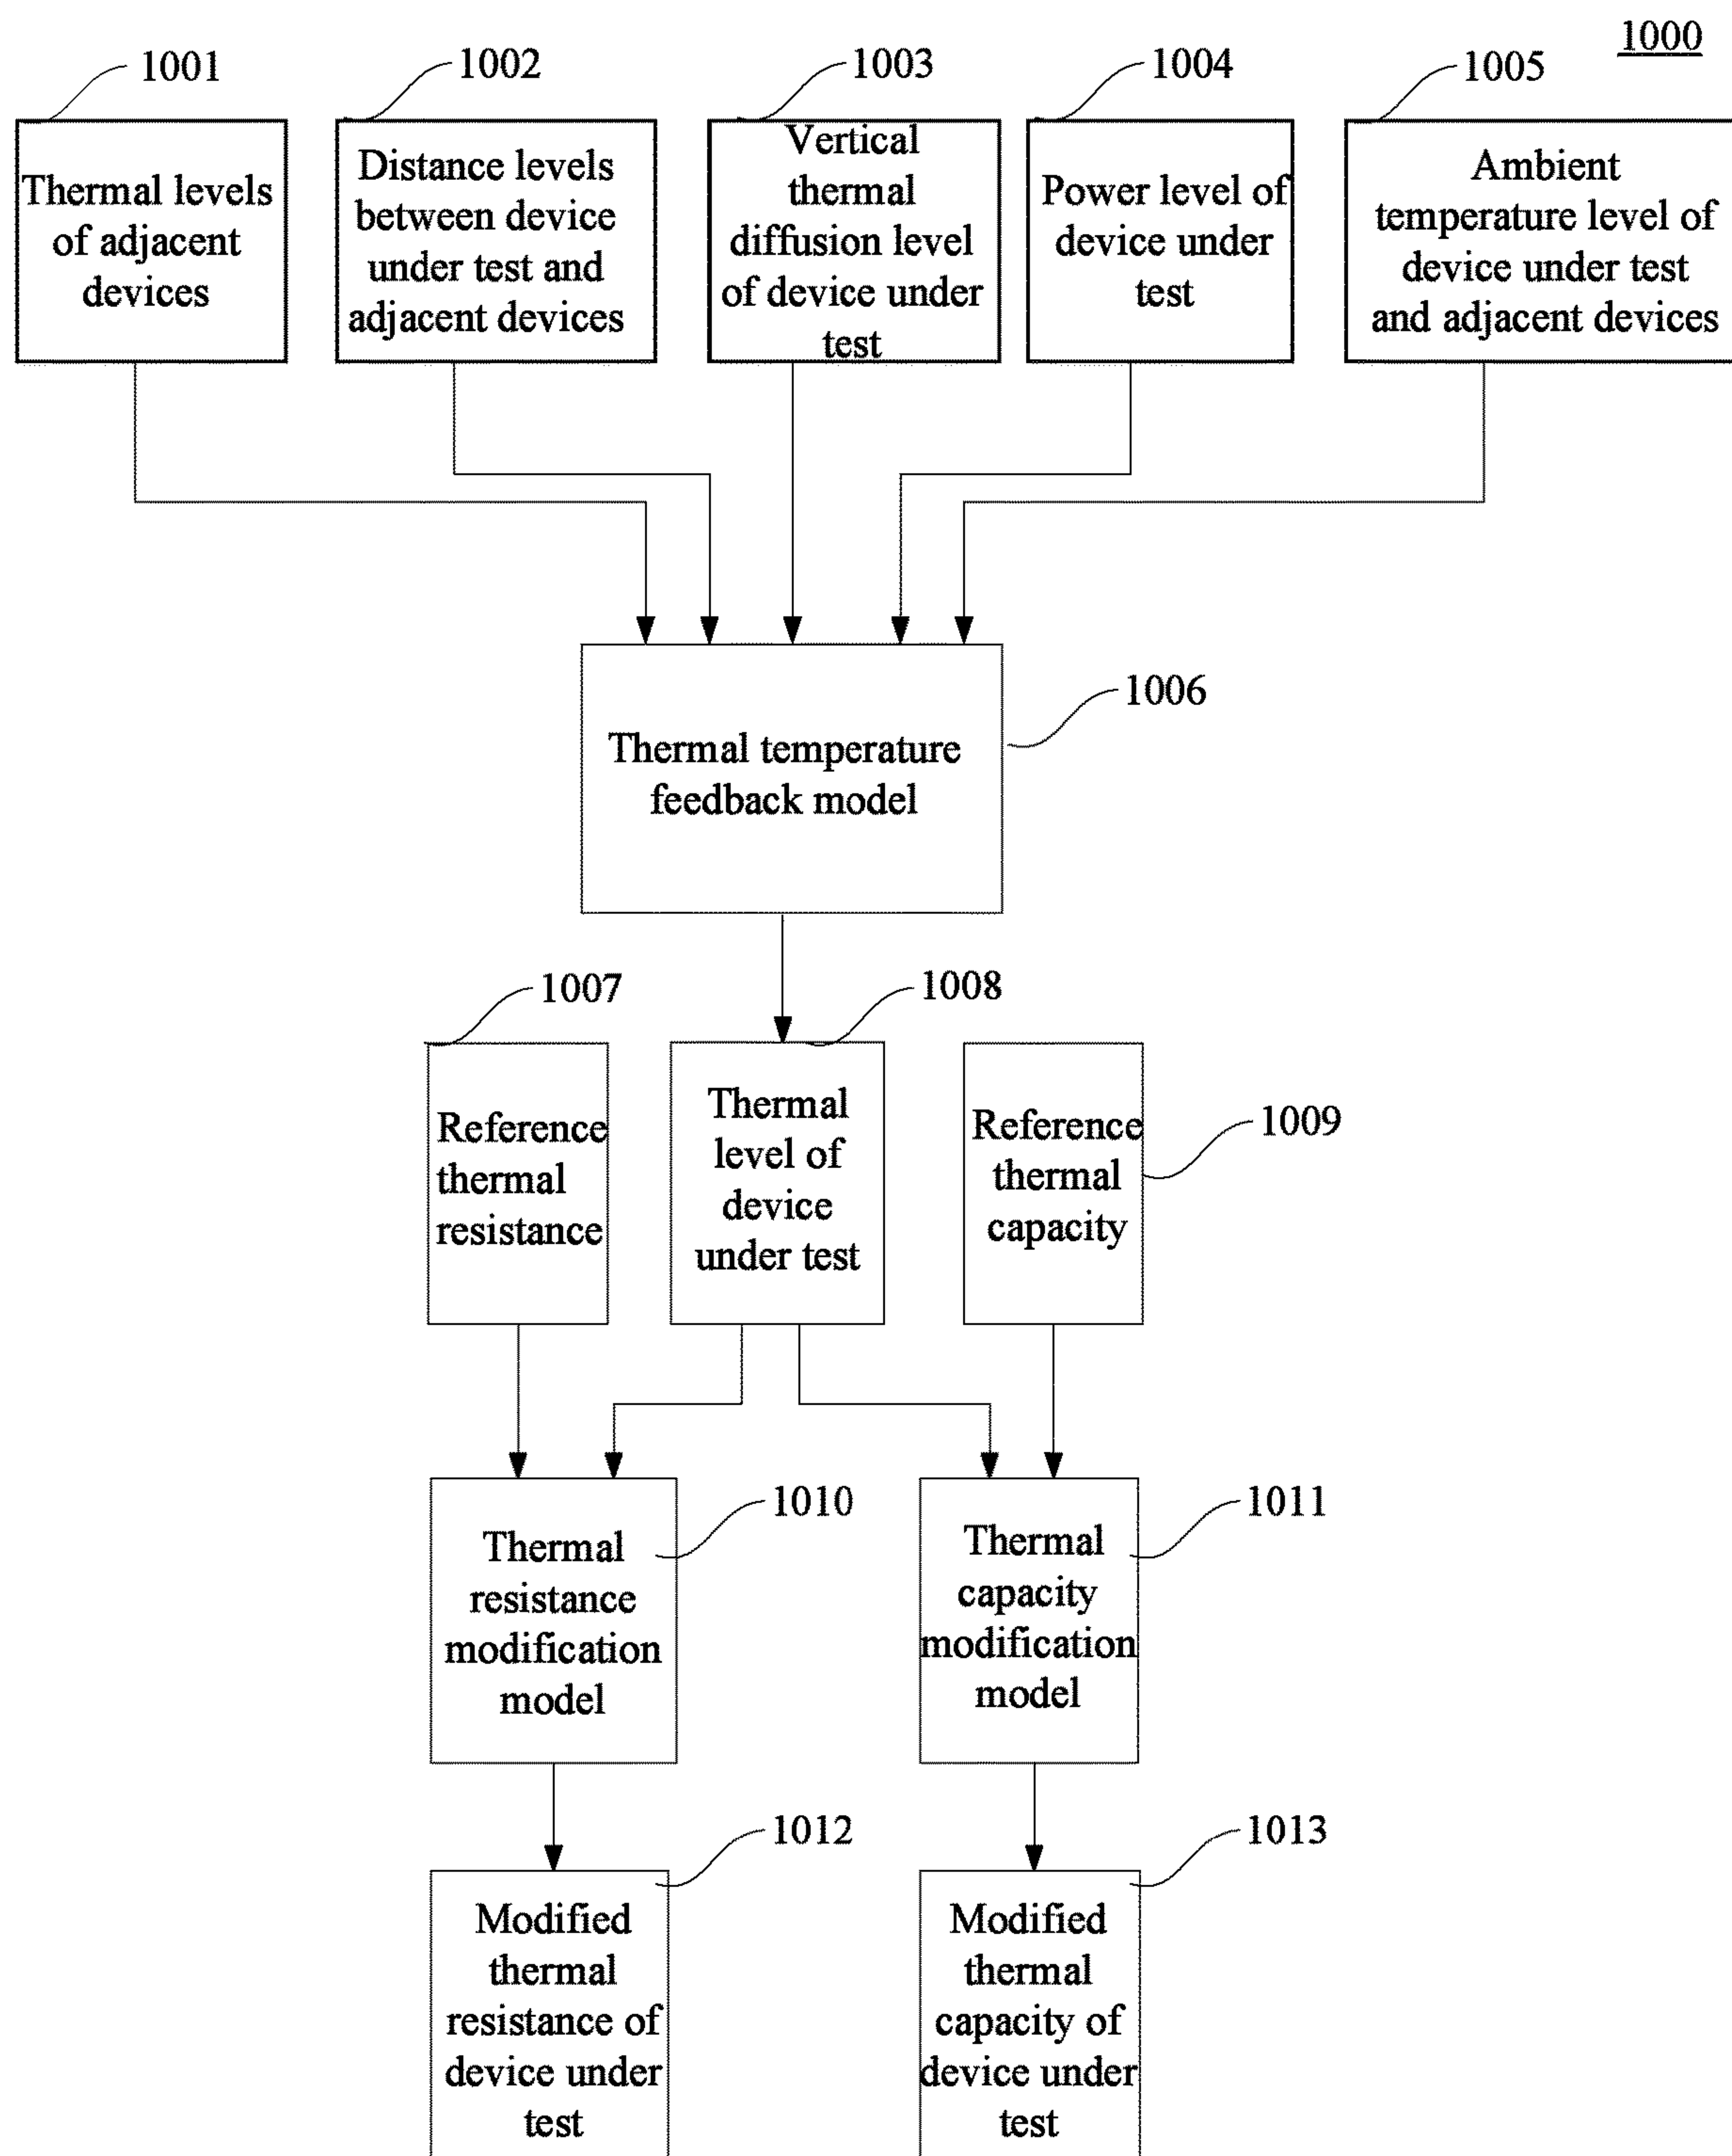 1000
1001
1002
1003
1004
1005
Thermal levels
of adjacent
devices
Distance levels
between device
under test and
adjacent devices
Vertical
thermal
diffusion level
of device under
test
Power level of
device under
test
Ambient
temperature level of
device under test
and adjacent devices
1006
Thermal temperature
feedback model
1007
1008
1009
Reference
thermal
resistance
Thermal
level of
device
under test
Reference
thermal
capacity
1010
1011
Thermal
resistance
modification
model
Thermal
capacity
modification
model
1012
1013
Modified
thermal
resistance of
device under
test
Modified
thermal
capacity of
device under
test